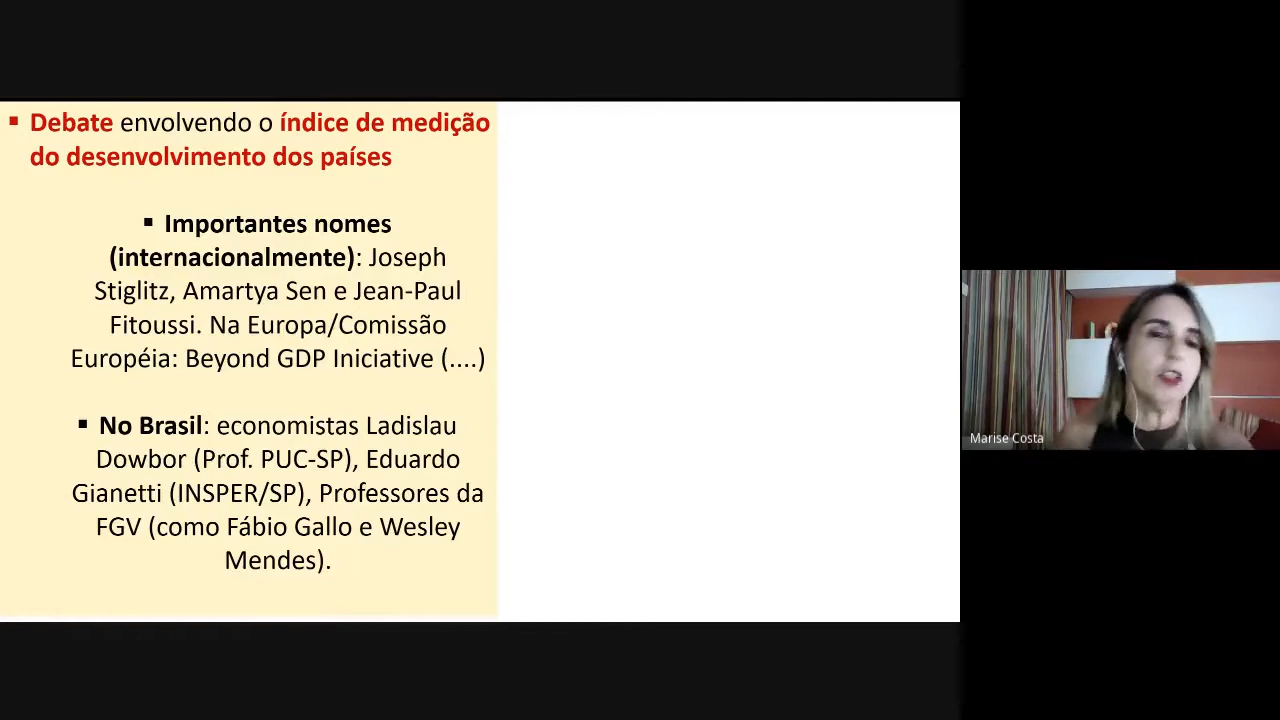 ▪ Debate envolvendo o índice de medição
do desenvolvimento dos países
▪ Importantes nomes
(internacionalmente): Joseph
Stiglitz, Amartya Sen e Jean-Paul
Fitoussi. Na Europa/Comissão
Européia: Beyond GDP Iniciative (....)
▪ No Brasil: economistas Ladislau
Dowbor (Prof. PUC-SP), Eduardo
Gianetti (INSPER/SP), Professores da
FGV (como Fábio Gallo e Wesley
Mendes).
Marise Costa